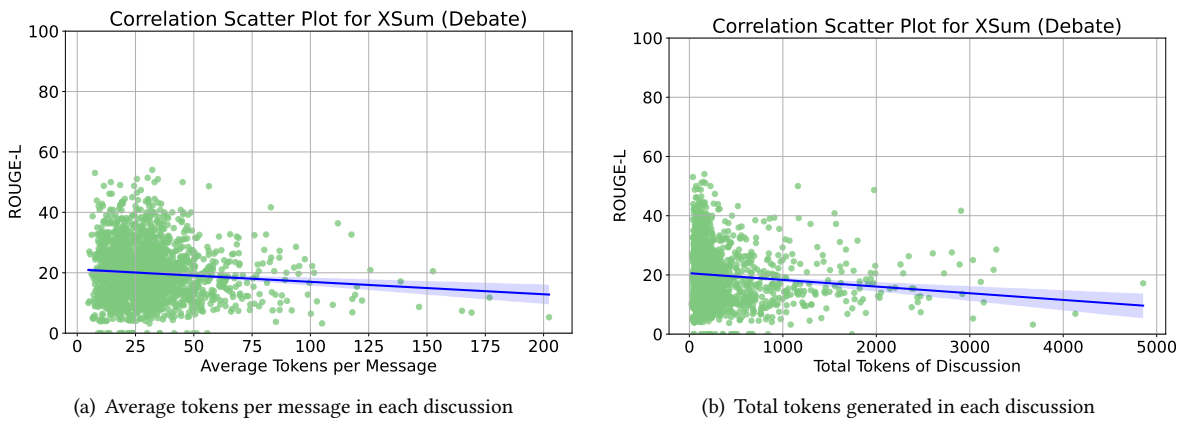 Correlation Scatter Plot for XSum (Debate)
100
80
60
40
20
0
ROUGE-L
0 25 50 75 100 125 150 175 200
Average Tokens per Message
(a) Average tokens per message in each discussion
Correlation Scatter Plot for XSum (Debate)
100
80
60
40
20
0
ROUGE-L
0 1000 2000 3000 4000 5000
Total Tokens of Discussion
(b) Total tokens generated in each discussion